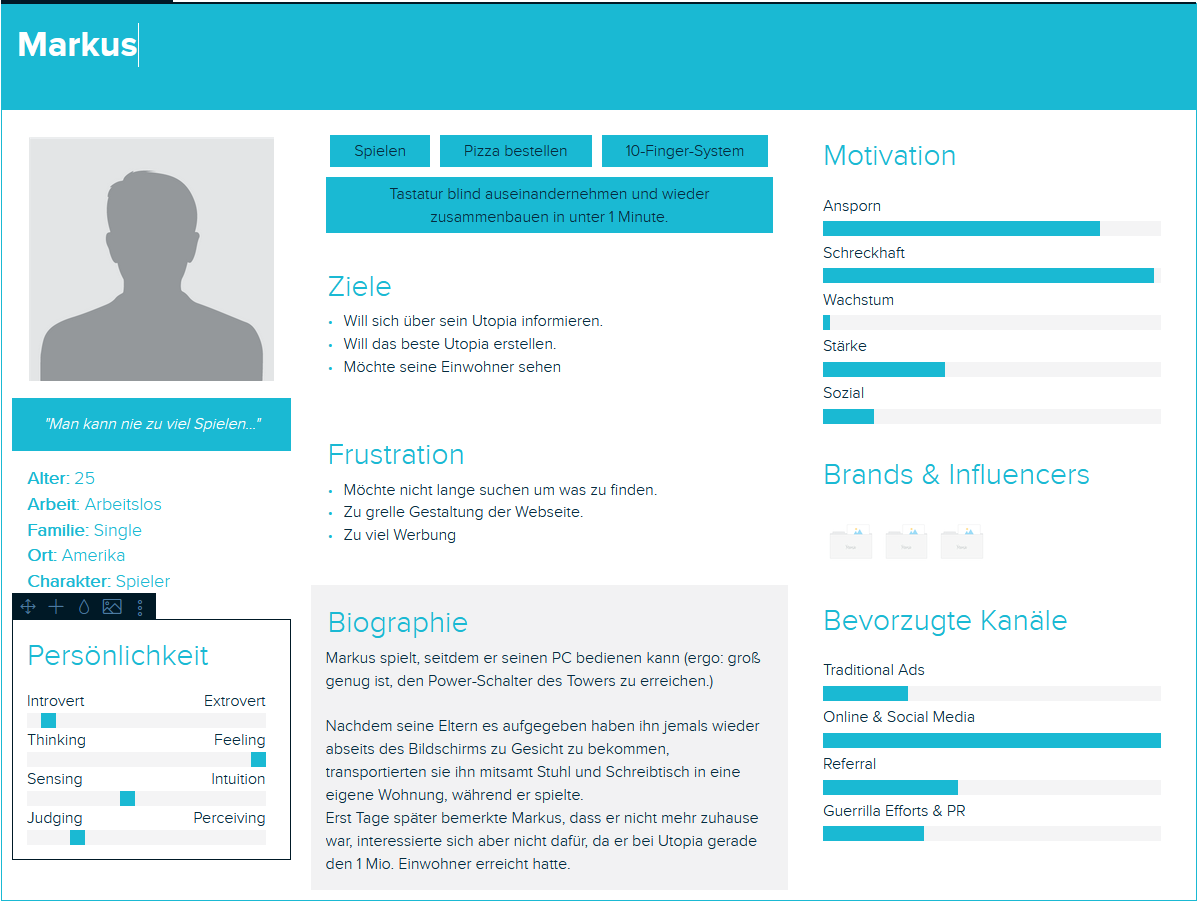 Markus
"Man kann nie zu viel Spielen..."
Alter: 25
Arbeit: Arbeitslos
Familie: Single
Ort: Amerika
Charakter: Spieler
Persönlichkeit
Introvert Extrovert
Thinking Feeling
Sensing Intuition
Judging Perceiving
Spielen Pizza bestellen 10-Finger-System
Tastatur blind auseinandernehmen und wieder
zusammenbauen in unter 1 Minute.
Ziele
Will sich über sein Utopia informieren.
Will das beste Utopia erstellen.
Möchte seine Einwohner sehen
Frustration
Möchte nicht lange suchen um was zu finden.
Zu grelle Gestaltung der Webseite.
Zu viel Werbung
Biographie
Markus spielt, seitdem er seinen PC bedienen kann (ergo: groß
genug ist, den Power-Schalter des Towers zu erreichen.)
Nachdem seine Eltern es aufgegeben haben ihn jemals wieder
abseits des Bildschirms zu Gesicht zu bekommen,
transportierten sie ihn mitsamt Stuhl und Schreibtisch in eine
eigene Wohnung, während er spielte.
Erst Tage später bemerkte Markus, dass er nicht mehr zuhause
war, interessierte sich aber nicht dafür, da er bei Utopia gerade
den 1 Mio. Einwohner erreicht hatte.
Motivation
Ansporn
Schreckhaft
Wachstum
Stärke
Sozial
Brands & Influencers
Bevorzugte Kanäle
Traditional Ads
Online & Social Media
Referral
Guerrilla Efforts & PR